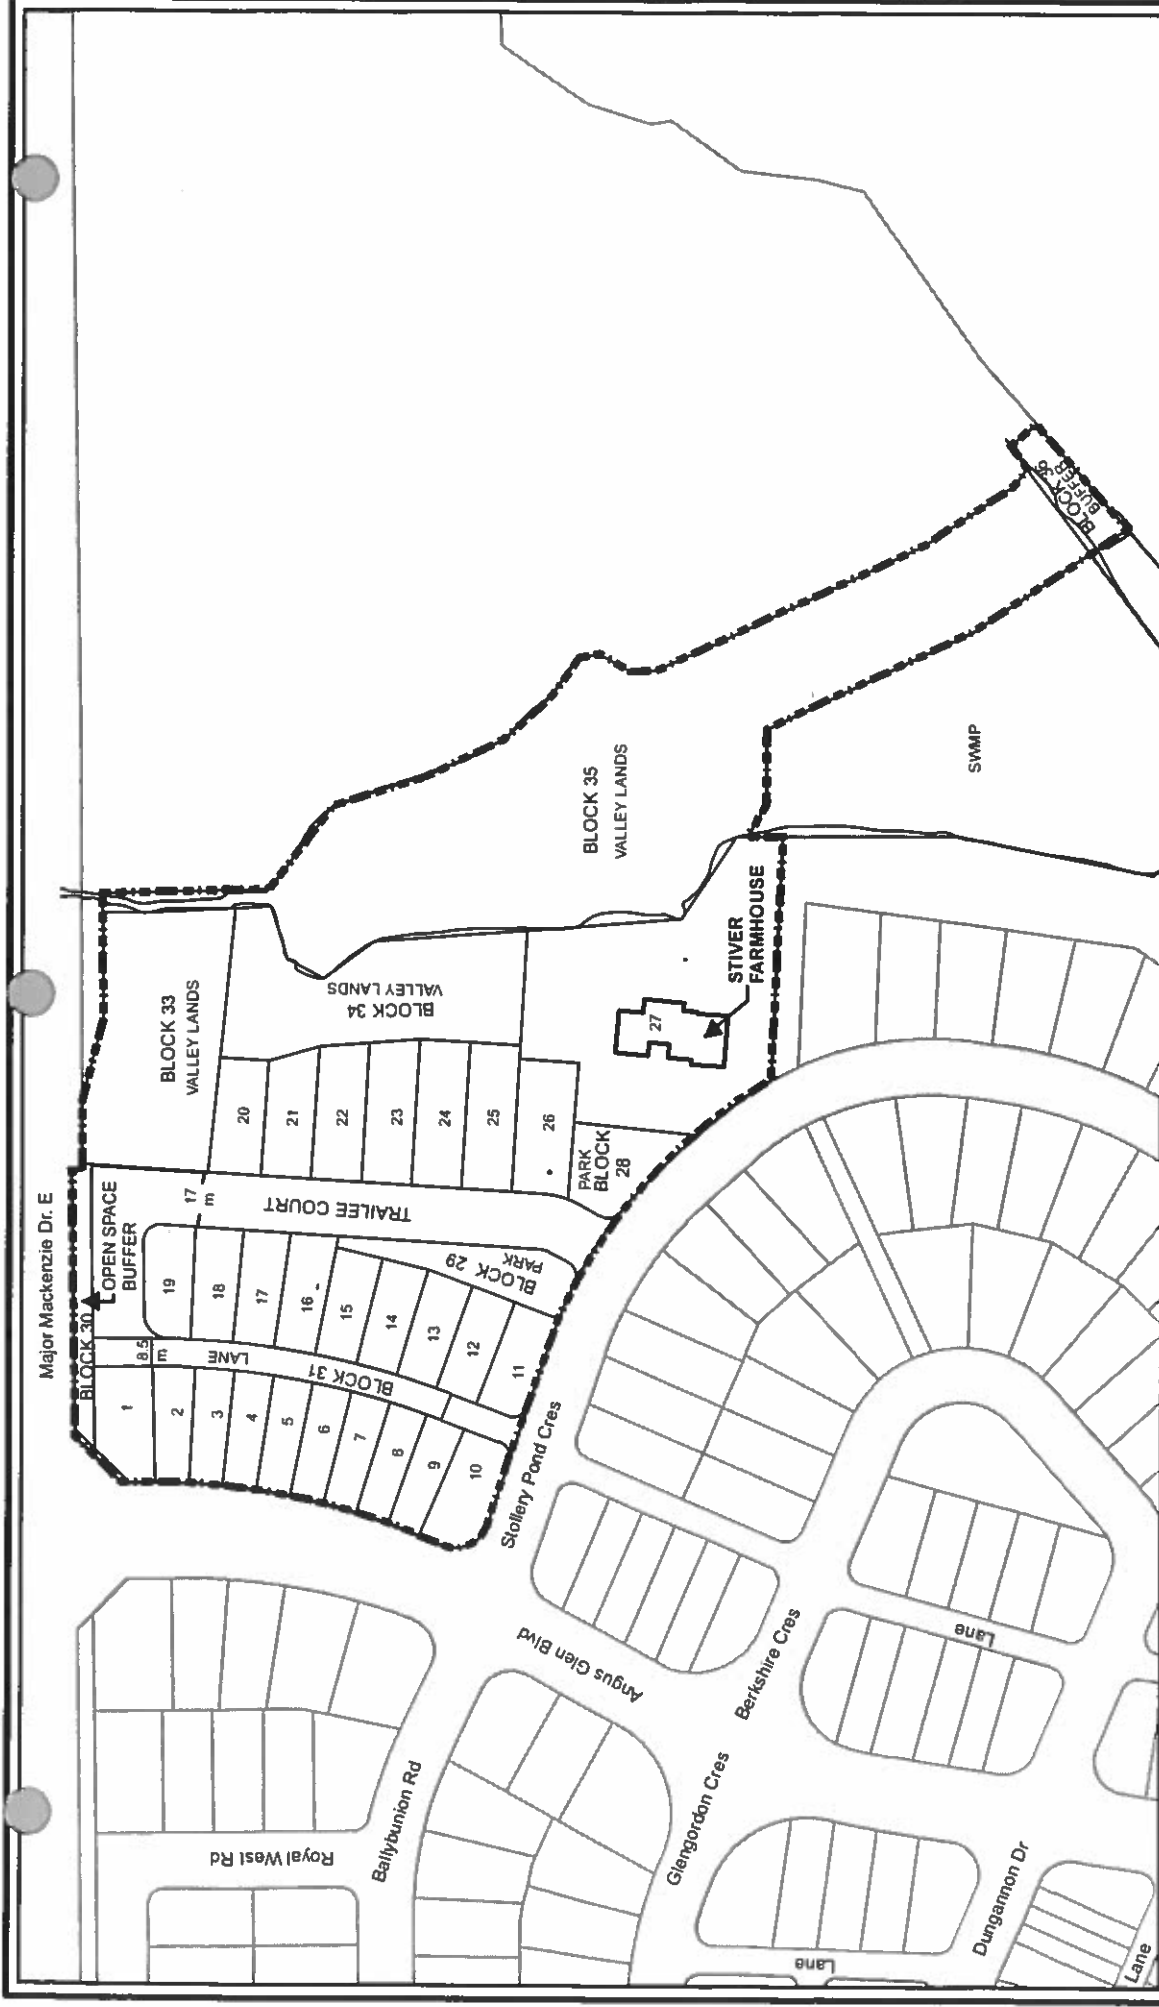 Major Mackenzie Dr. E
BLOCK 30
OPEN SPACE
BUFFER
BLOCK 33
VALLEY LANDS
BLOCK 34
VALLEY LANDS
BLOCK 35
VALLEY LANDS
BLOCK 36
BUFFER
SWMP
STIVER
FARMHOUSE
27
PARK
BLOCK
28
BLOCK 29
PARK
TRAILEE COURT
17
m
8.5
m
LANE
BLOCK 31
1
2
3
4
5
6
7
8
9
10
11
12
13
14
15
16
17
18
19
20
21
22
23
24
25
26
Stollery Pond Cres
Angus Glen Blvd
Royal West Rd
Ballybunion Rd
Berkshire Cres
Glengordon Cres
Lane
Lane
Dungannon Dr
Lane